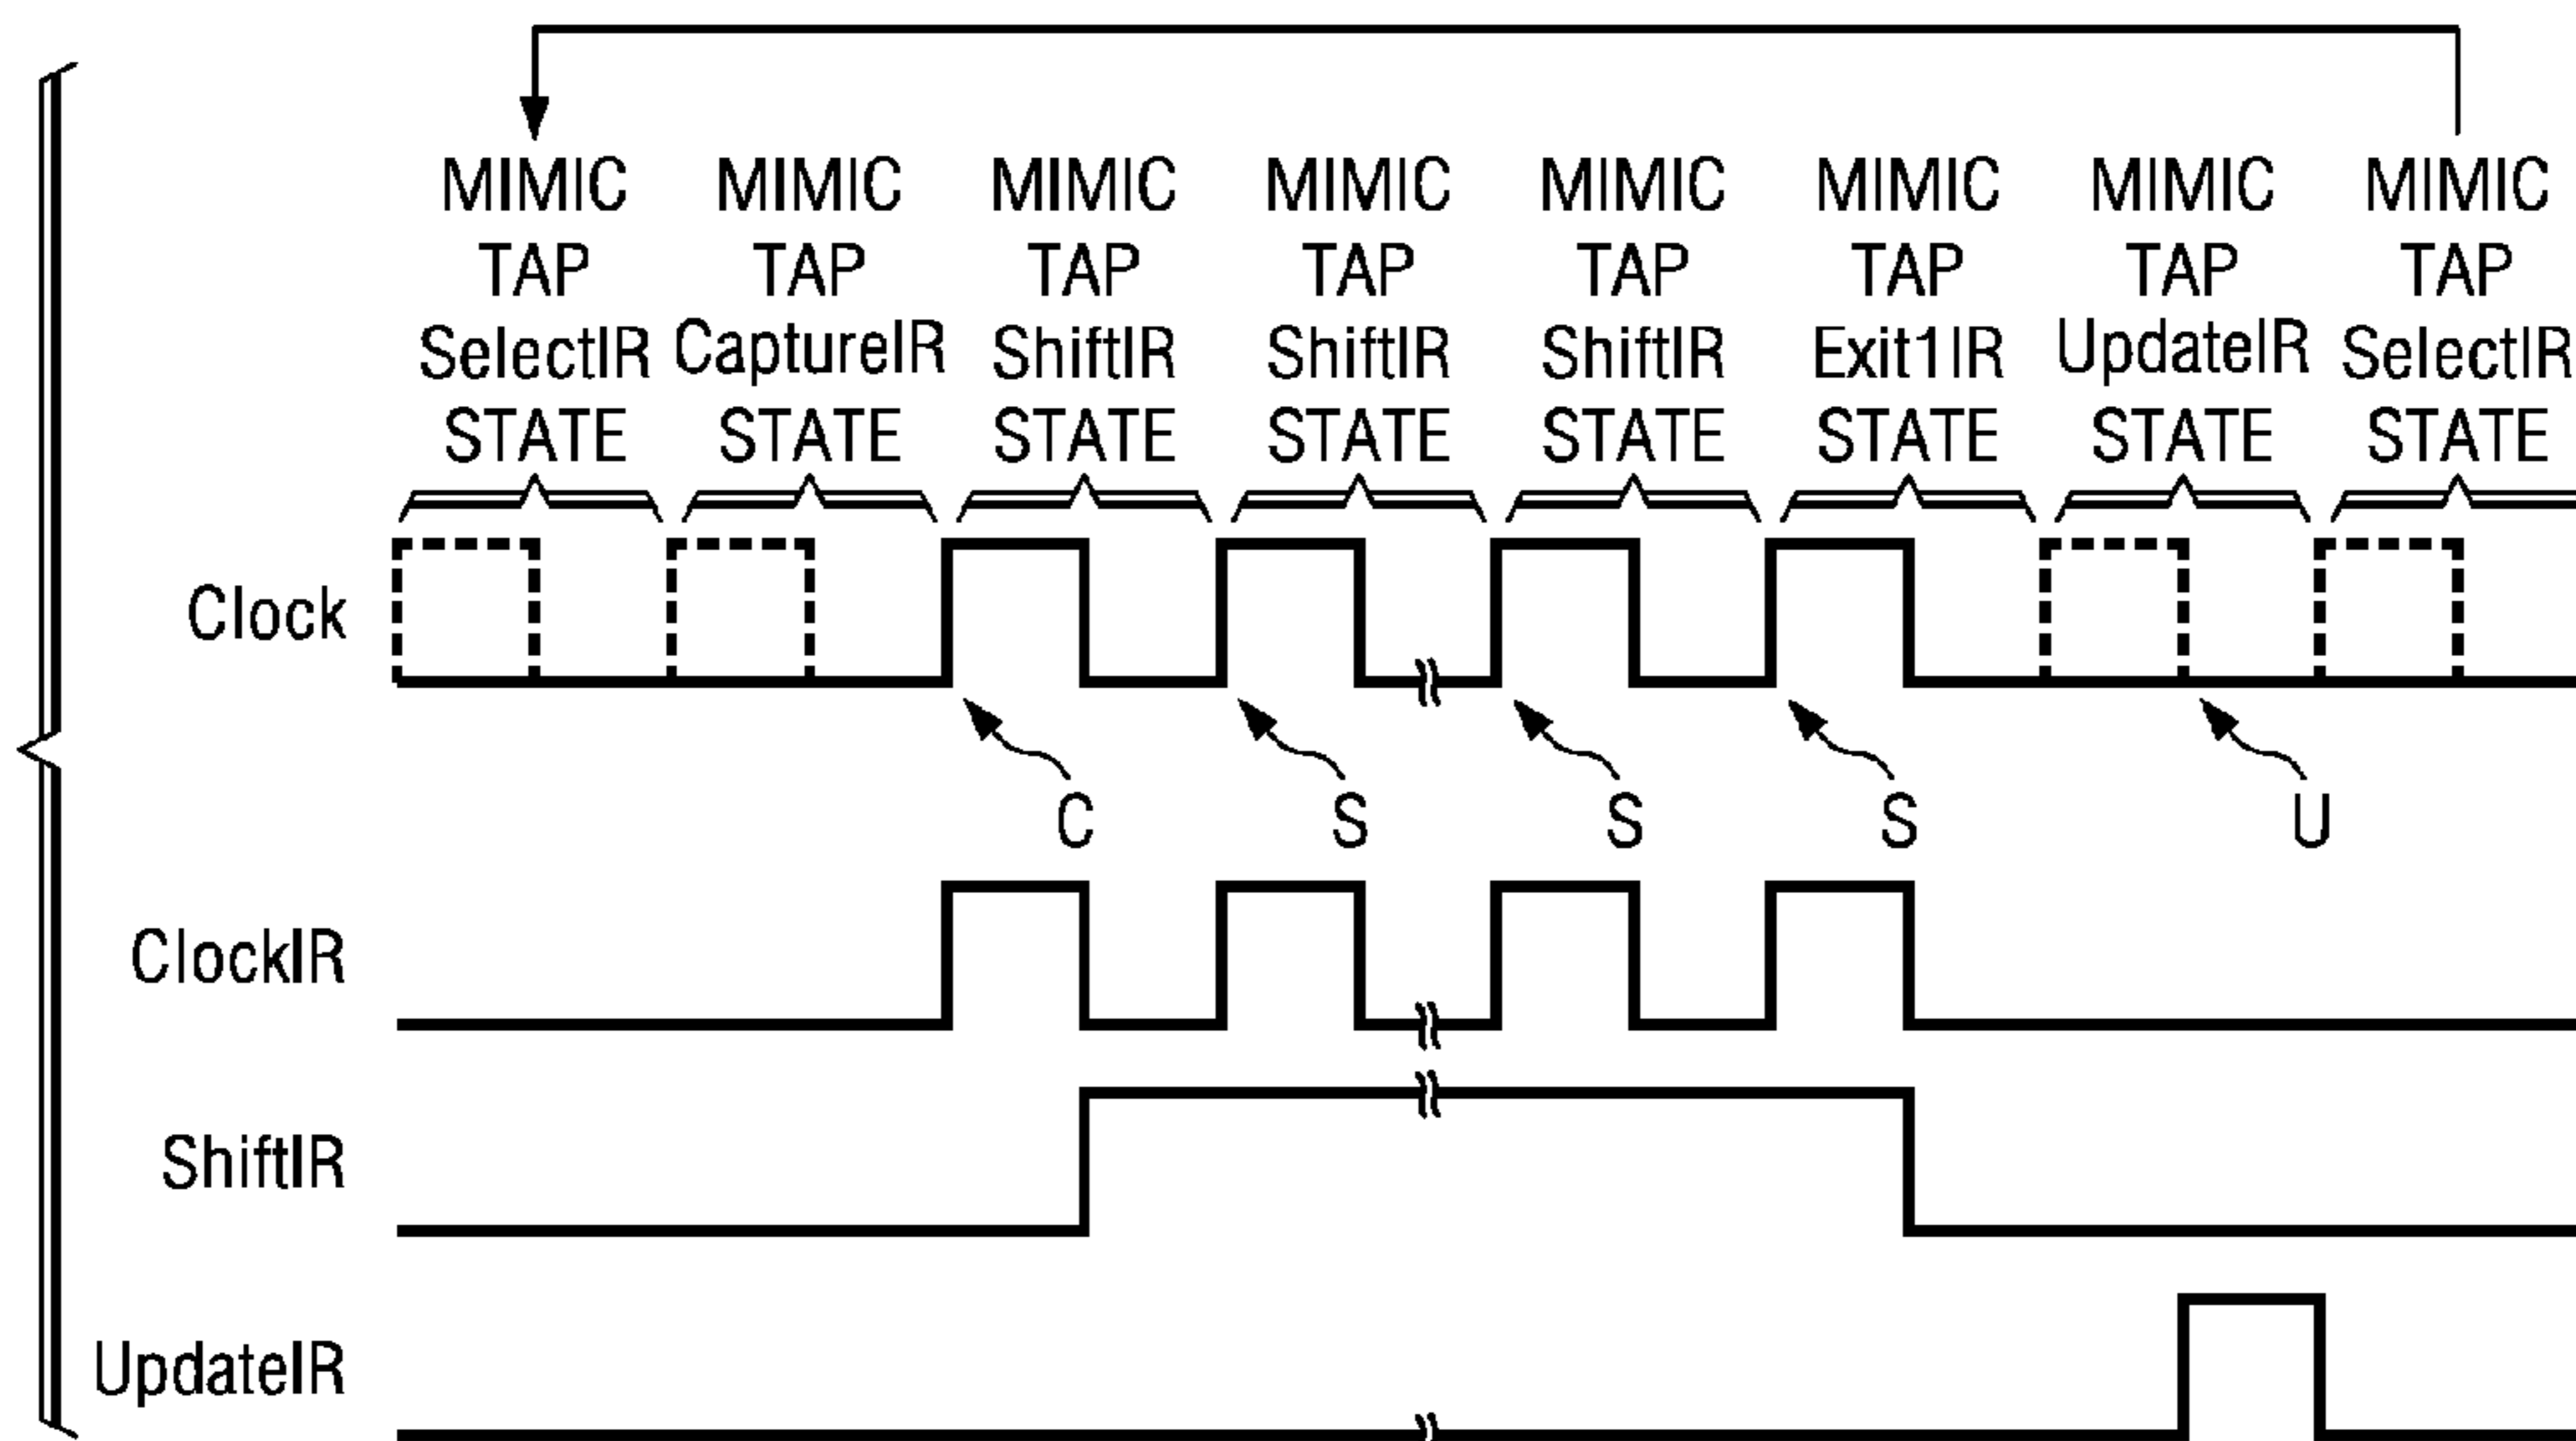 MIMIC TAP SelectIR STATE
MIMIC TAP CaptureIR STATE
MIMIC TAP ShiftIR STATE
MIMIC TAP ShiftIR STATE
MIMIC TAP ShiftIR STATE
MIMIC TAP Exit1IR STATE
MIMIC TAP UpdateIR STATE
MIMIC TAP SelectIR STATE
Clock
C S S S U
ClockIR
ShiftIR
UpdateIR